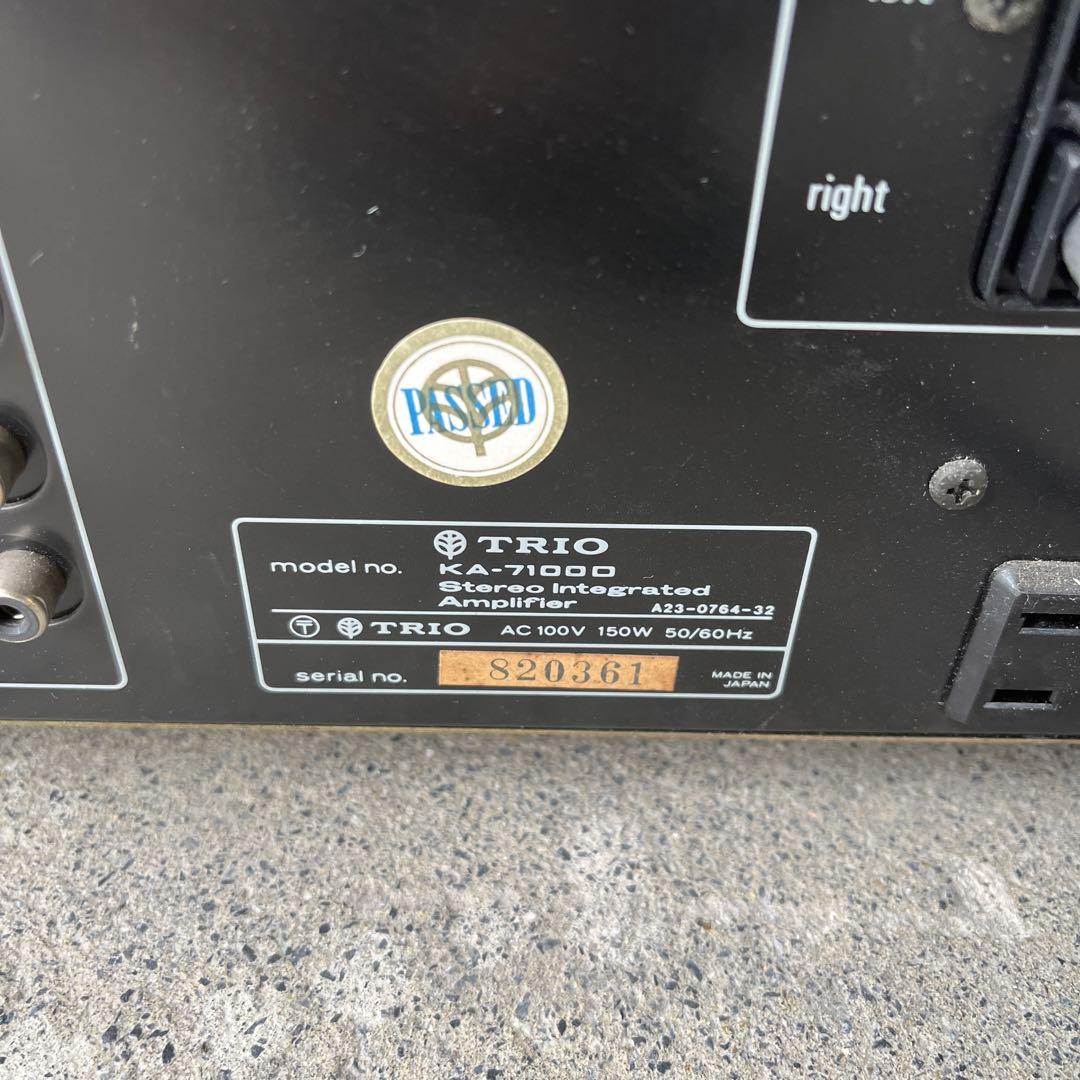 right
PASSED
TRIO
model no. KA-7100D
Stereo Integrated
Amplifier A23-0764-32
〒 TRIO AC 100V 150W 50/60Hz
serial no. 820361 MADE IN
JAPAN